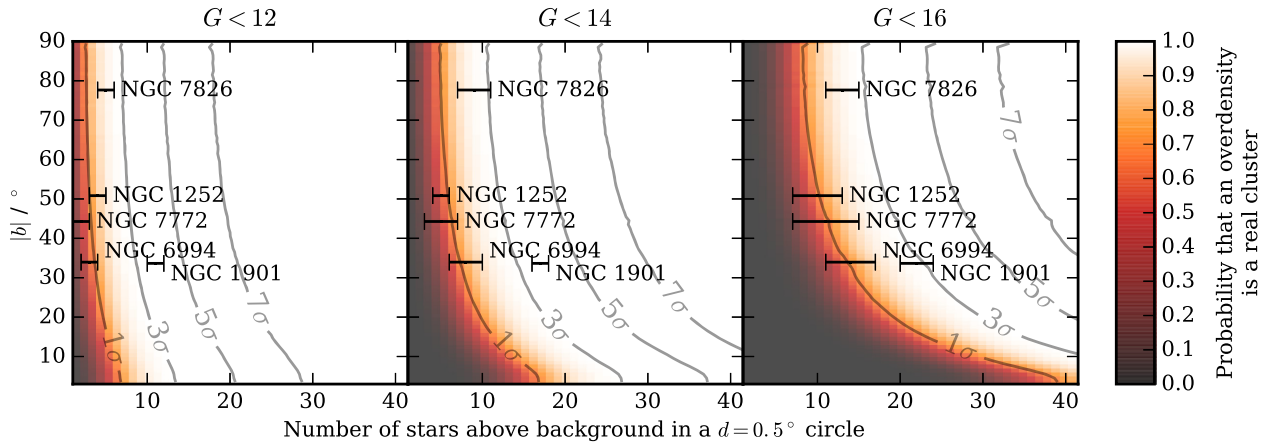 G < 12
G < 14
G < 16
90
80
70
60
50
40
30
20
10
|b| / °
NGC 7826
NGC 1252
NGC 7772
NGC 6994
NGC 1901
1σ
3σ
5σ
7σ
NGC 7826
NGC 1252
NGC 7772
NGC 6994
NGC 1901
1σ
3σ
5σ
7σ
NGC 7826
NGC 1252
NGC 7772
NGC 6994
NGC 1901
1σ
3σ
5σ
7σ
10 20 30 40
10 20 30 40
10 20 30 40
Number of stars above background in a d = 0.5° circle
1.0
0.9
0.8
0.7
0.6
0.5
0.4
0.3
0.2
0.1
0.0
Probability that an overdensity
is a real cluster